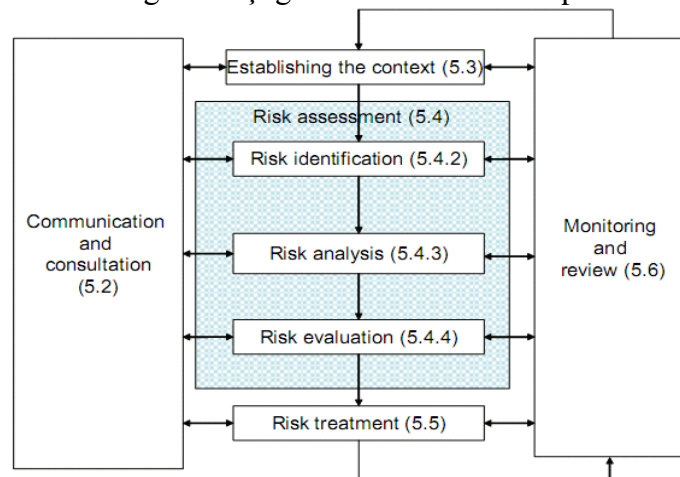 Establishing the context (5.3)
Risk assessment (5.4)
Risk identification (5.4.2)
Communication
and
consultation
(5.2)
Risk analysis (5.4.3)
Monitoring
and
review (5.6)
Risk evaluation (5.4.4)
Risk treatment (5.5)